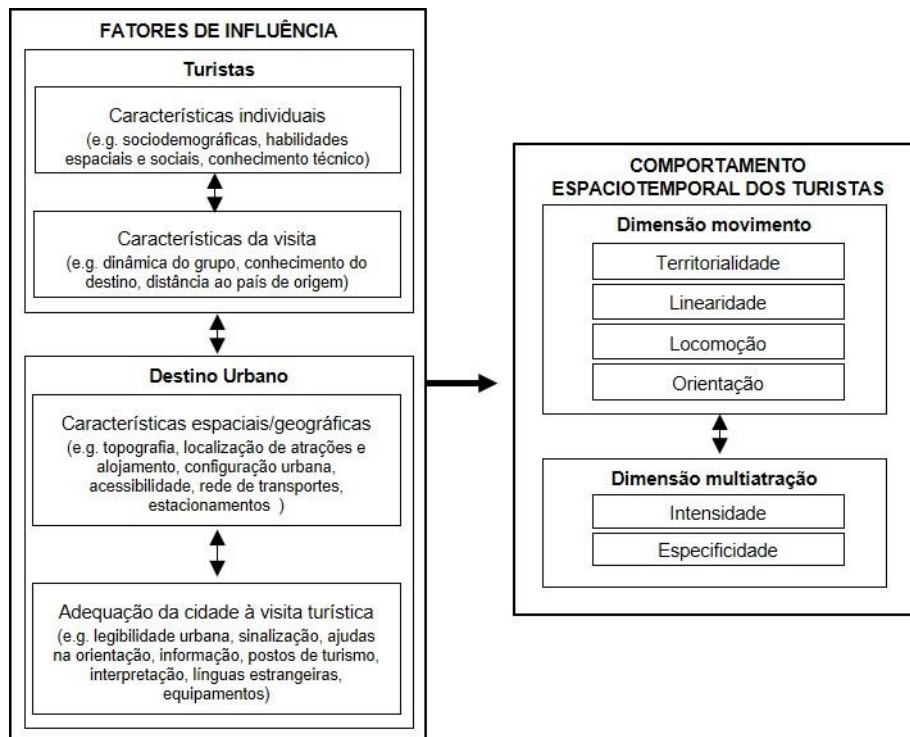 FATORES DE INFLUÊNCIA
Turistas
Características individuais
(e.g. sociodemográficas, habilidades
espaciais e sociais, conhecimento técnico)
Características da visita
(e.g. dinâmica do grupo, conhecimento do
destino, distância ao país de origem)
Destino Urbano
Características espaciais/geográficas
(e.g. topografia, localização de atrações e
alojamento, configuração urbana,
acessibilidade, rede de transportes,
estacionamentos )
Adequação da cidade à visita turística
(e.g. legibilidade urbana, sinalização, ajudas
na orientação, informação, postos de turismo,
interpretação, línguas estrangeiras,
equipamentos)
COMPORTAMENTO
ESPACIOTEMPORAL DOS TURISTAS
Dimensão movimento
Territorialidade
Linearidade
Locomoção
Orientação
Dimensão multiatração
Intensidade
Especificidade